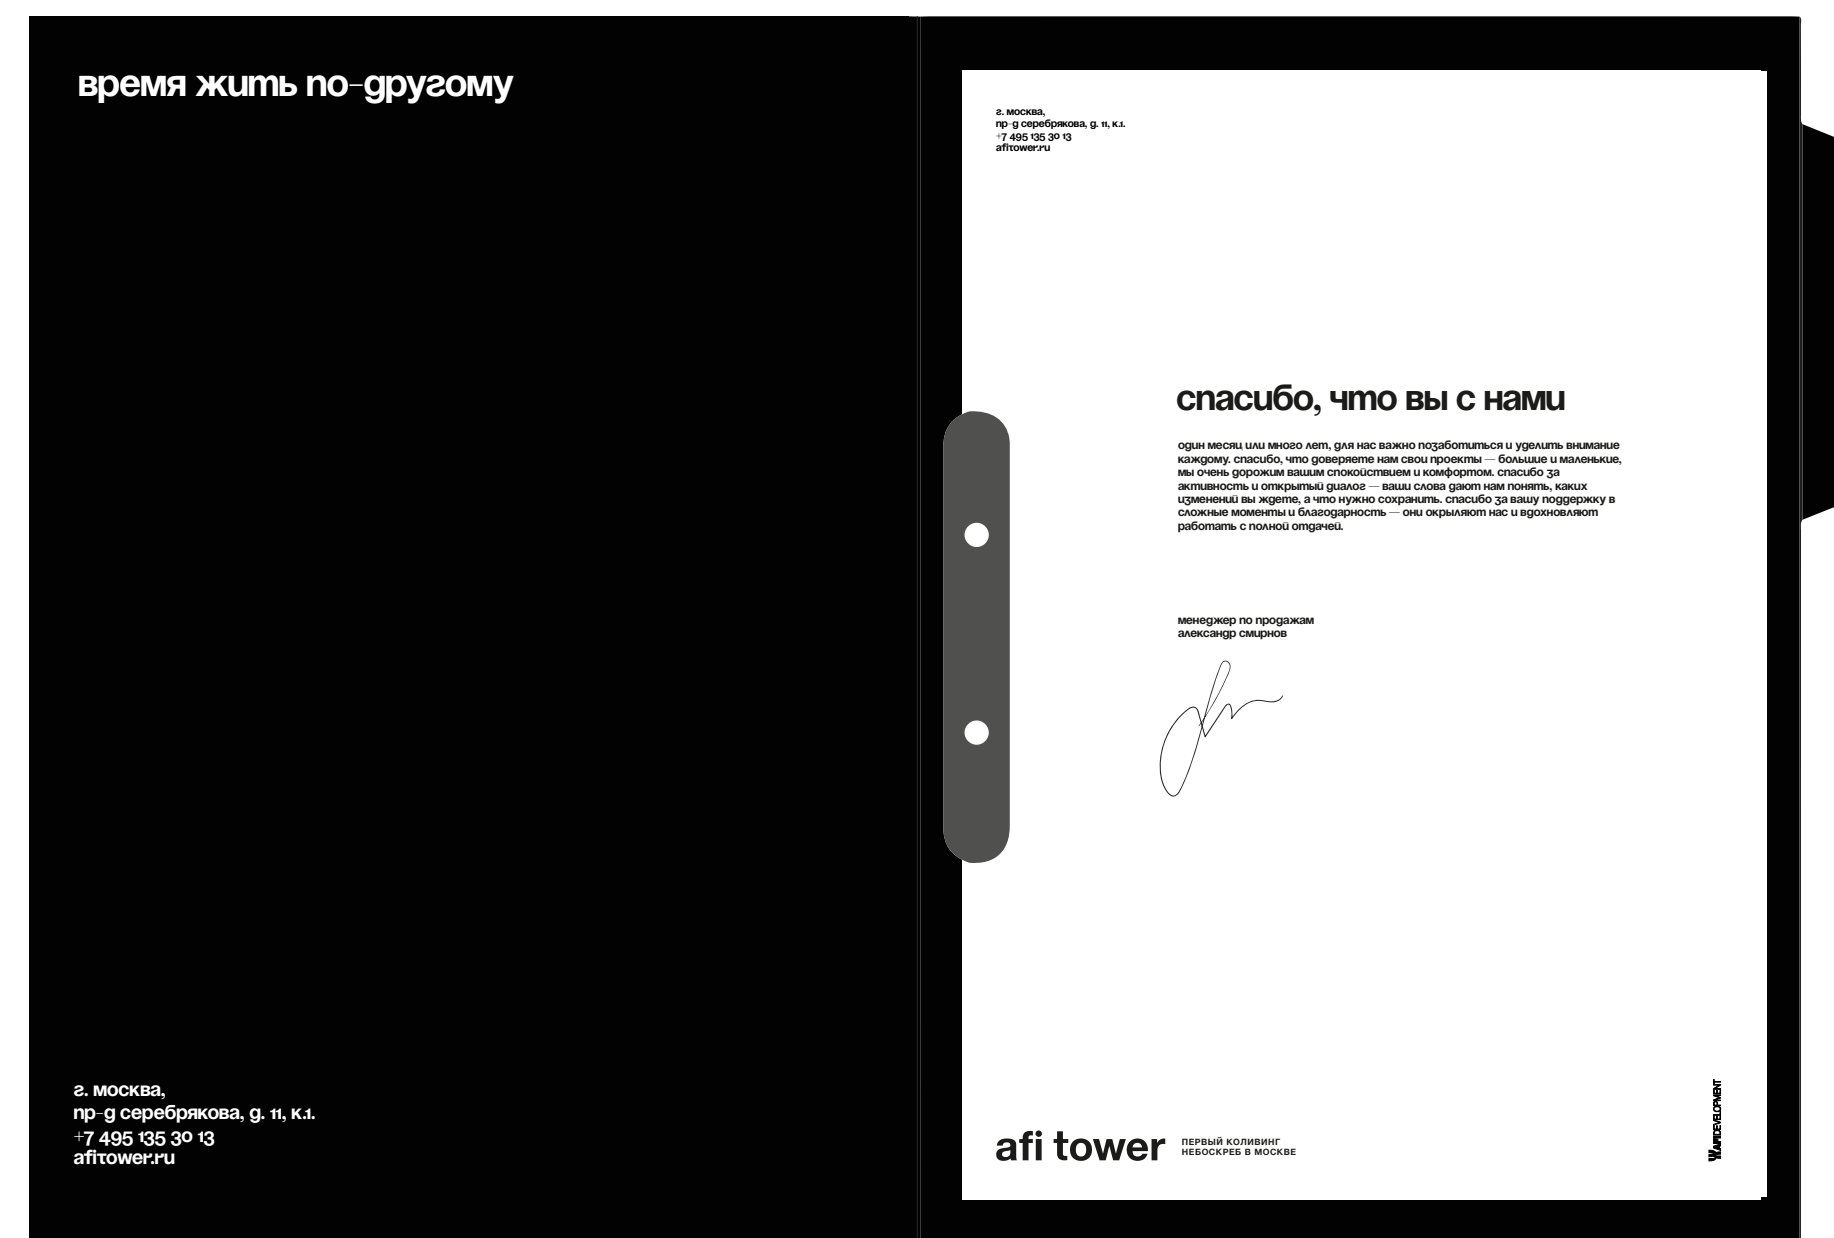 время жить по-другому
г. москва,
пр-д серебрякова, д. 11, к.1.
+7 495 135 30 13
afitower.ru
г. москва,
пр-д серебрякова, д. 11, к.1.
+7 495 135 30 13
afitower.ru
спасибо, что вы с нами
один месяц или много лет, для нас важно позаботиться и уделить внимание
каждому. спасибо, что доверяете нам свои проекты — большие и маленькие,
мы очень дорожим вашим спокойствием и комфортом. спасибо за
активность и открытый диалог — ваши слова дают нам понять, каких
изменений вы ждете, а что нужно сохранить. спасибо за вашу поддержку в
сложные моменты и благодарность — они окрыляют нас и вдохновляют
работать с полной отдачей.
менеджер по продажам
александр смирнов
afi tower
ПЕРВЫЙ КОЛИВИНГ
НЕБОСКРЕБ В МОСКВЕ
DEVELOPMENT